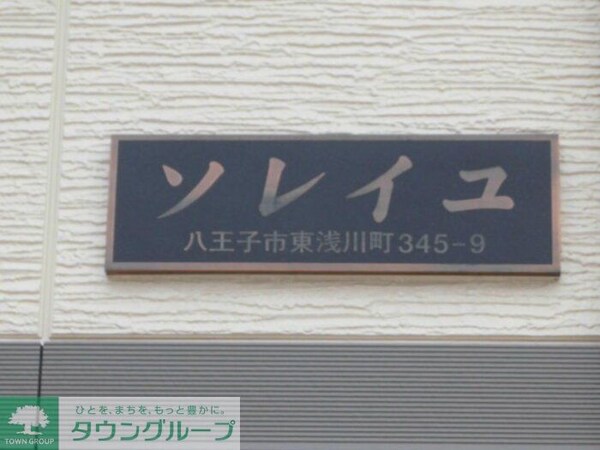 ソレイユ
八王子市東浅川町345-9
ひとを、まちを、もっと豊かに。
タウングループ
TOWN GROUP